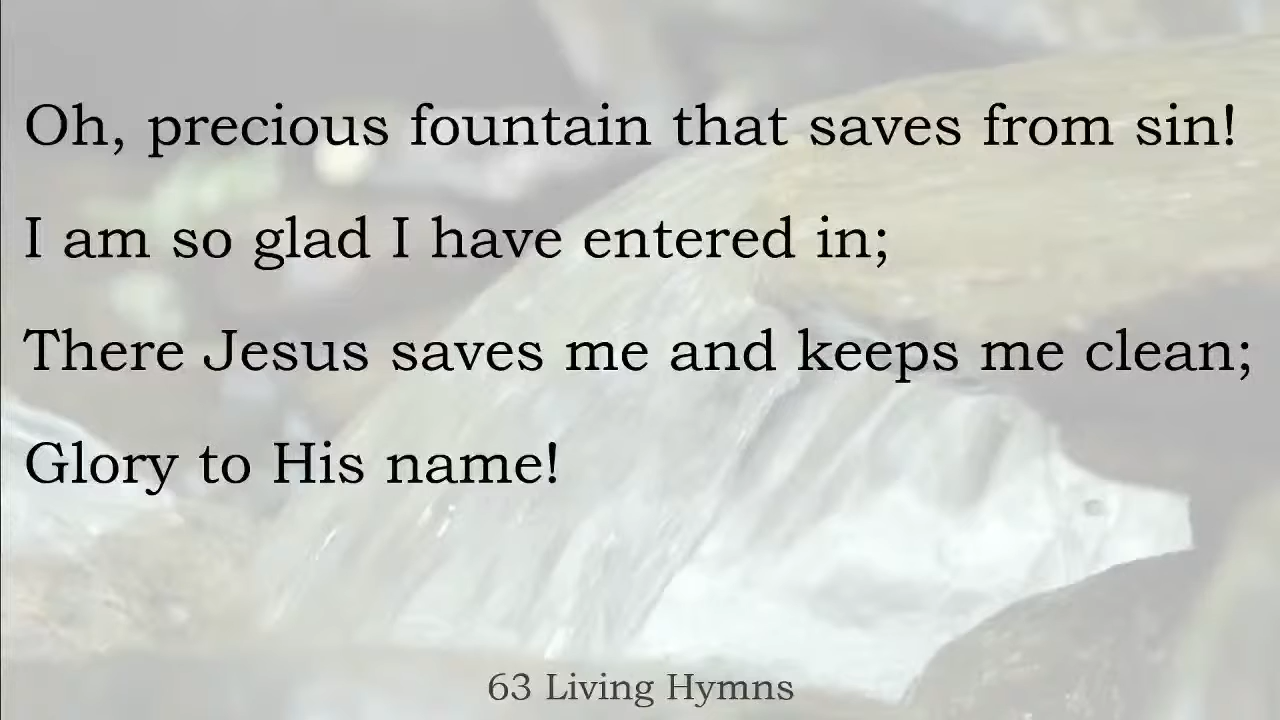 Oh, precious fountain that saves from sin!
I am so glad I have entered in;
There Jesus saves me and keeps me clean;
Glory to His name!
63 Living Hymns